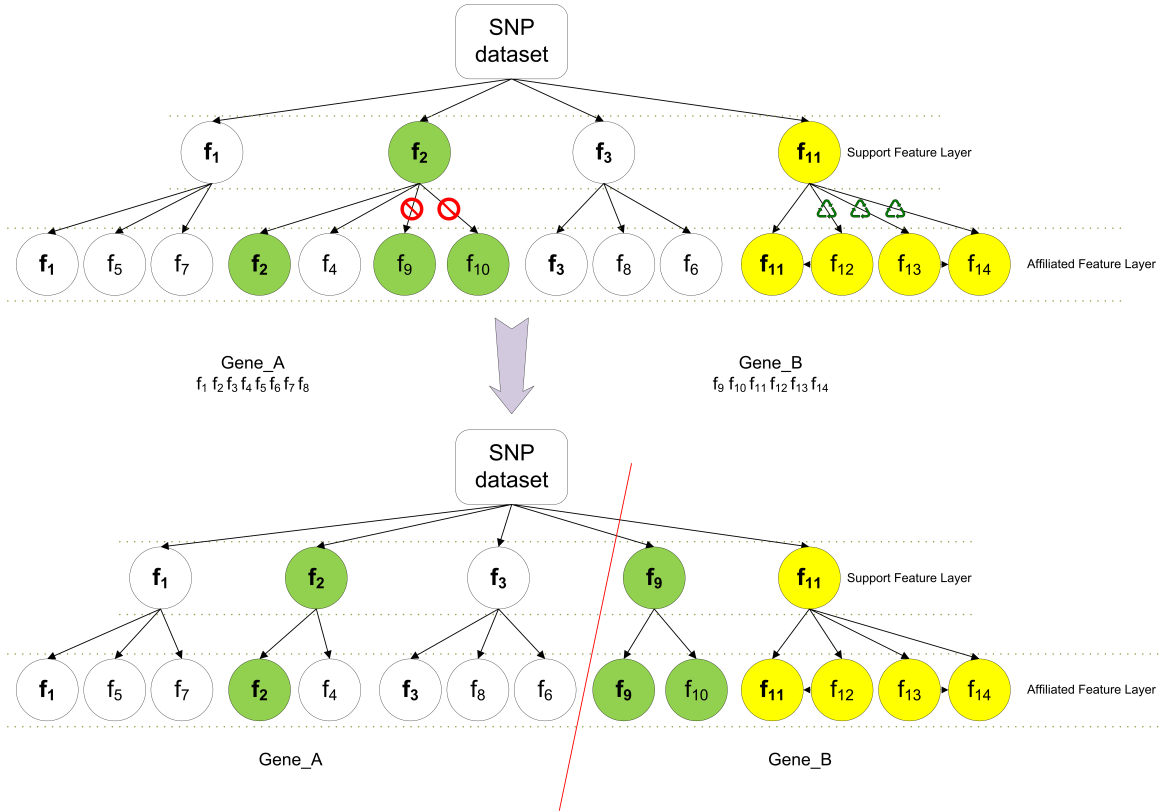 SNP
dataset
f1 f2 f3 f11 Support Feature Layer
f1 f5 f7 f2 f4 f9 f10 f3 f8 f6 f11 f12 f13 f14 Affiliated Feature Layer
Gene_A
f1 f2 f3 f4 f5 f6 f7 f8
Gene_B
f9 f10 f11 f12 f13 f14
SNP
dataset
f1 f2 f3 f9 f11 Support Feature Layer
f1 f5 f7 f2 f4 f3 f8 f6 f9 f10 f11 f12 f13 f14 Affiliated Feature Layer
Gene_A
Gene_B